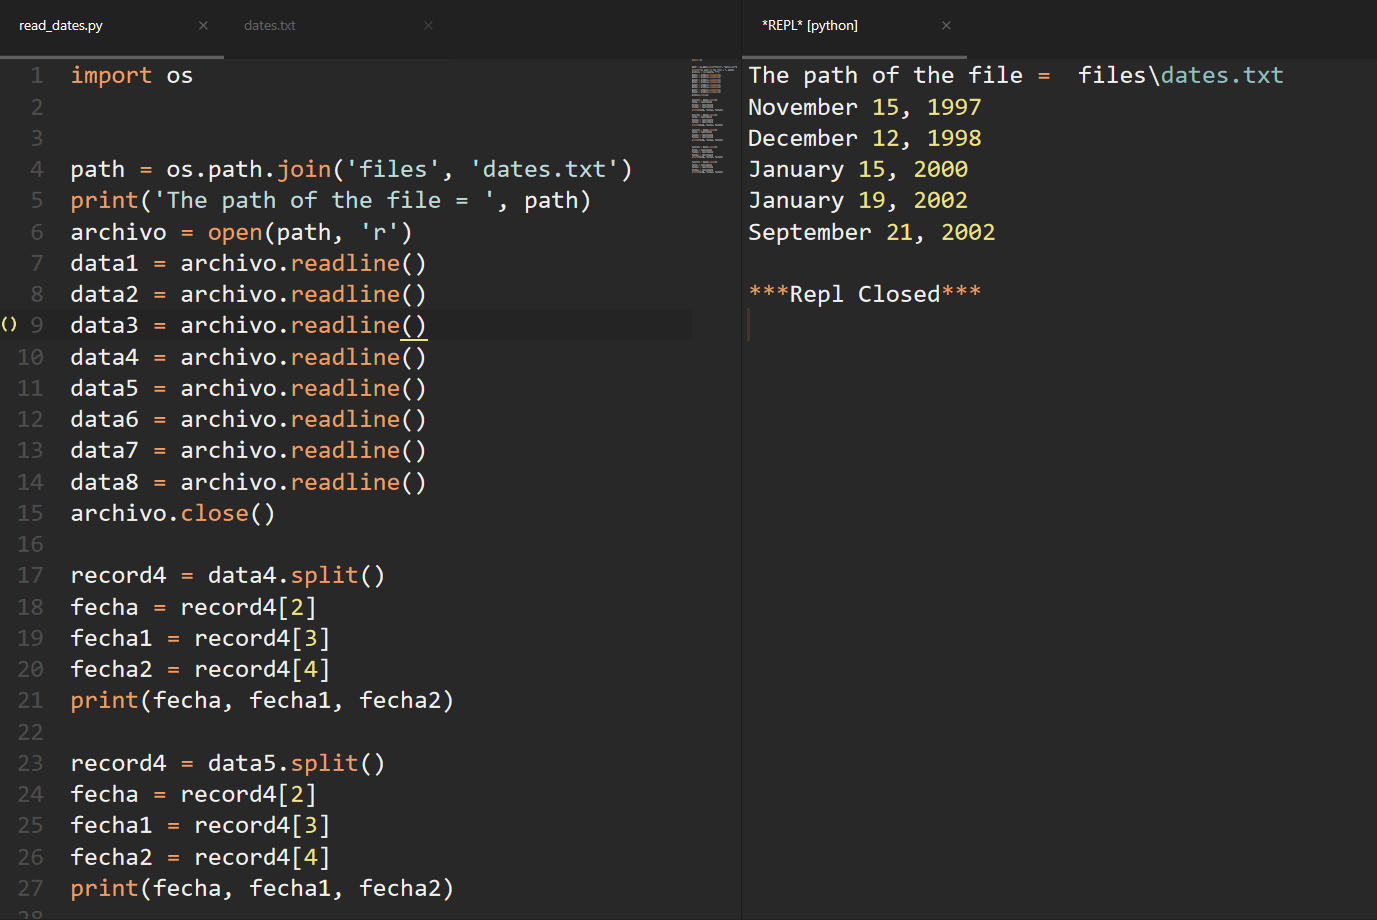 read_dates.py × dates.txt ×
1 import os
2
3
4 path = os.path.join('files', 'dates.txt')
5 print('The path of the file = ', path)
6 archivo = open(path, 'r')
7 data1 = archivo.readline()
8 data2 = archivo.readline()
() 9 data3 = archivo.readline()
10 data4 = archivo.readline()
11 data5 = archivo.readline()
12 data6 = archivo.readline()
13 data7 = archivo.readline()
14 data8 = archivo.readline()
15 archivo.close()
16
17 record4 = data4.split()
18 fecha = record4[2]
19 fecha1 = record4[3]
20 fecha2 = record4[4]
21 print(fecha, fecha1, fecha2)
22
23 record4 = data5.split()
24 fecha = record4[2]
25 fecha1 = record4[3]
26 fecha2 = record4[4]
27 print(fecha, fecha1, fecha2)
28
*REPL* [python] ×
The path of the file =  files\dates.txt
November 15, 1997
December 12, 1998
January 15, 2000
January 19, 2002
September 21, 2002
***Repl Closed***